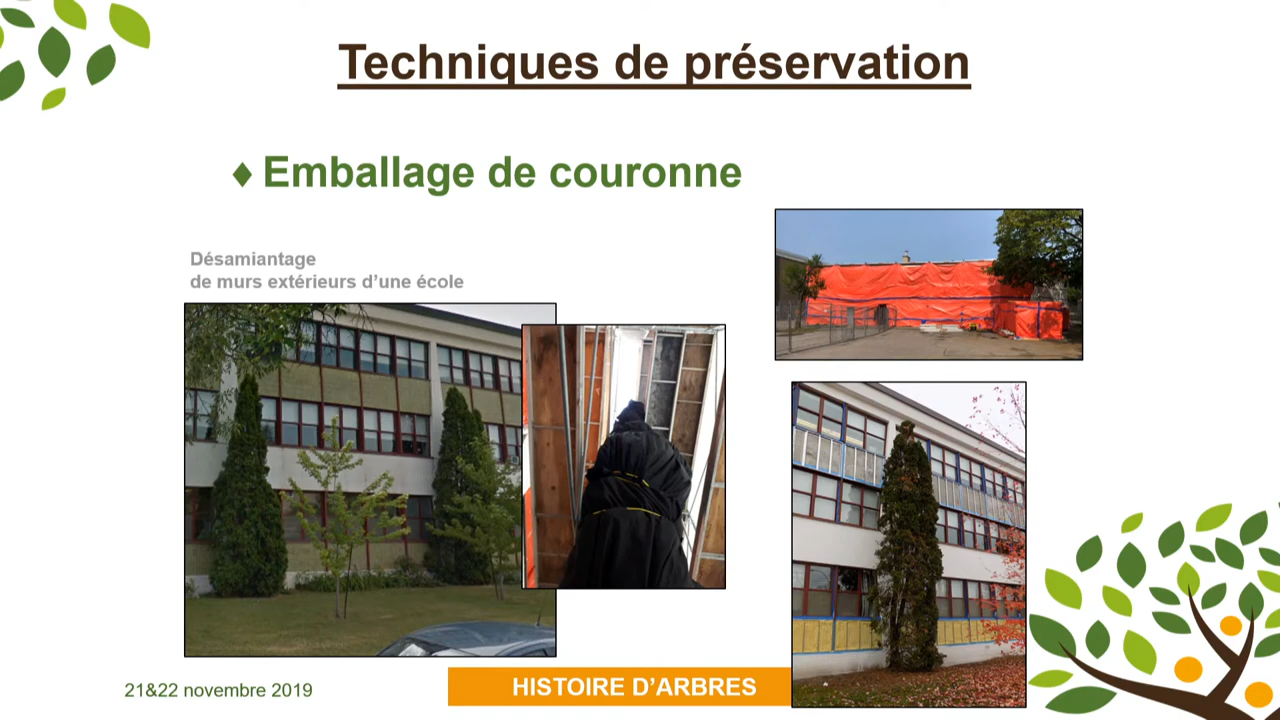 Techniques de préservation
♦ Emballage de couronne
Désamiantage
de murs extérieurs d’une école
21&22 novembre 2019
HISTOIRE D’ARBRES